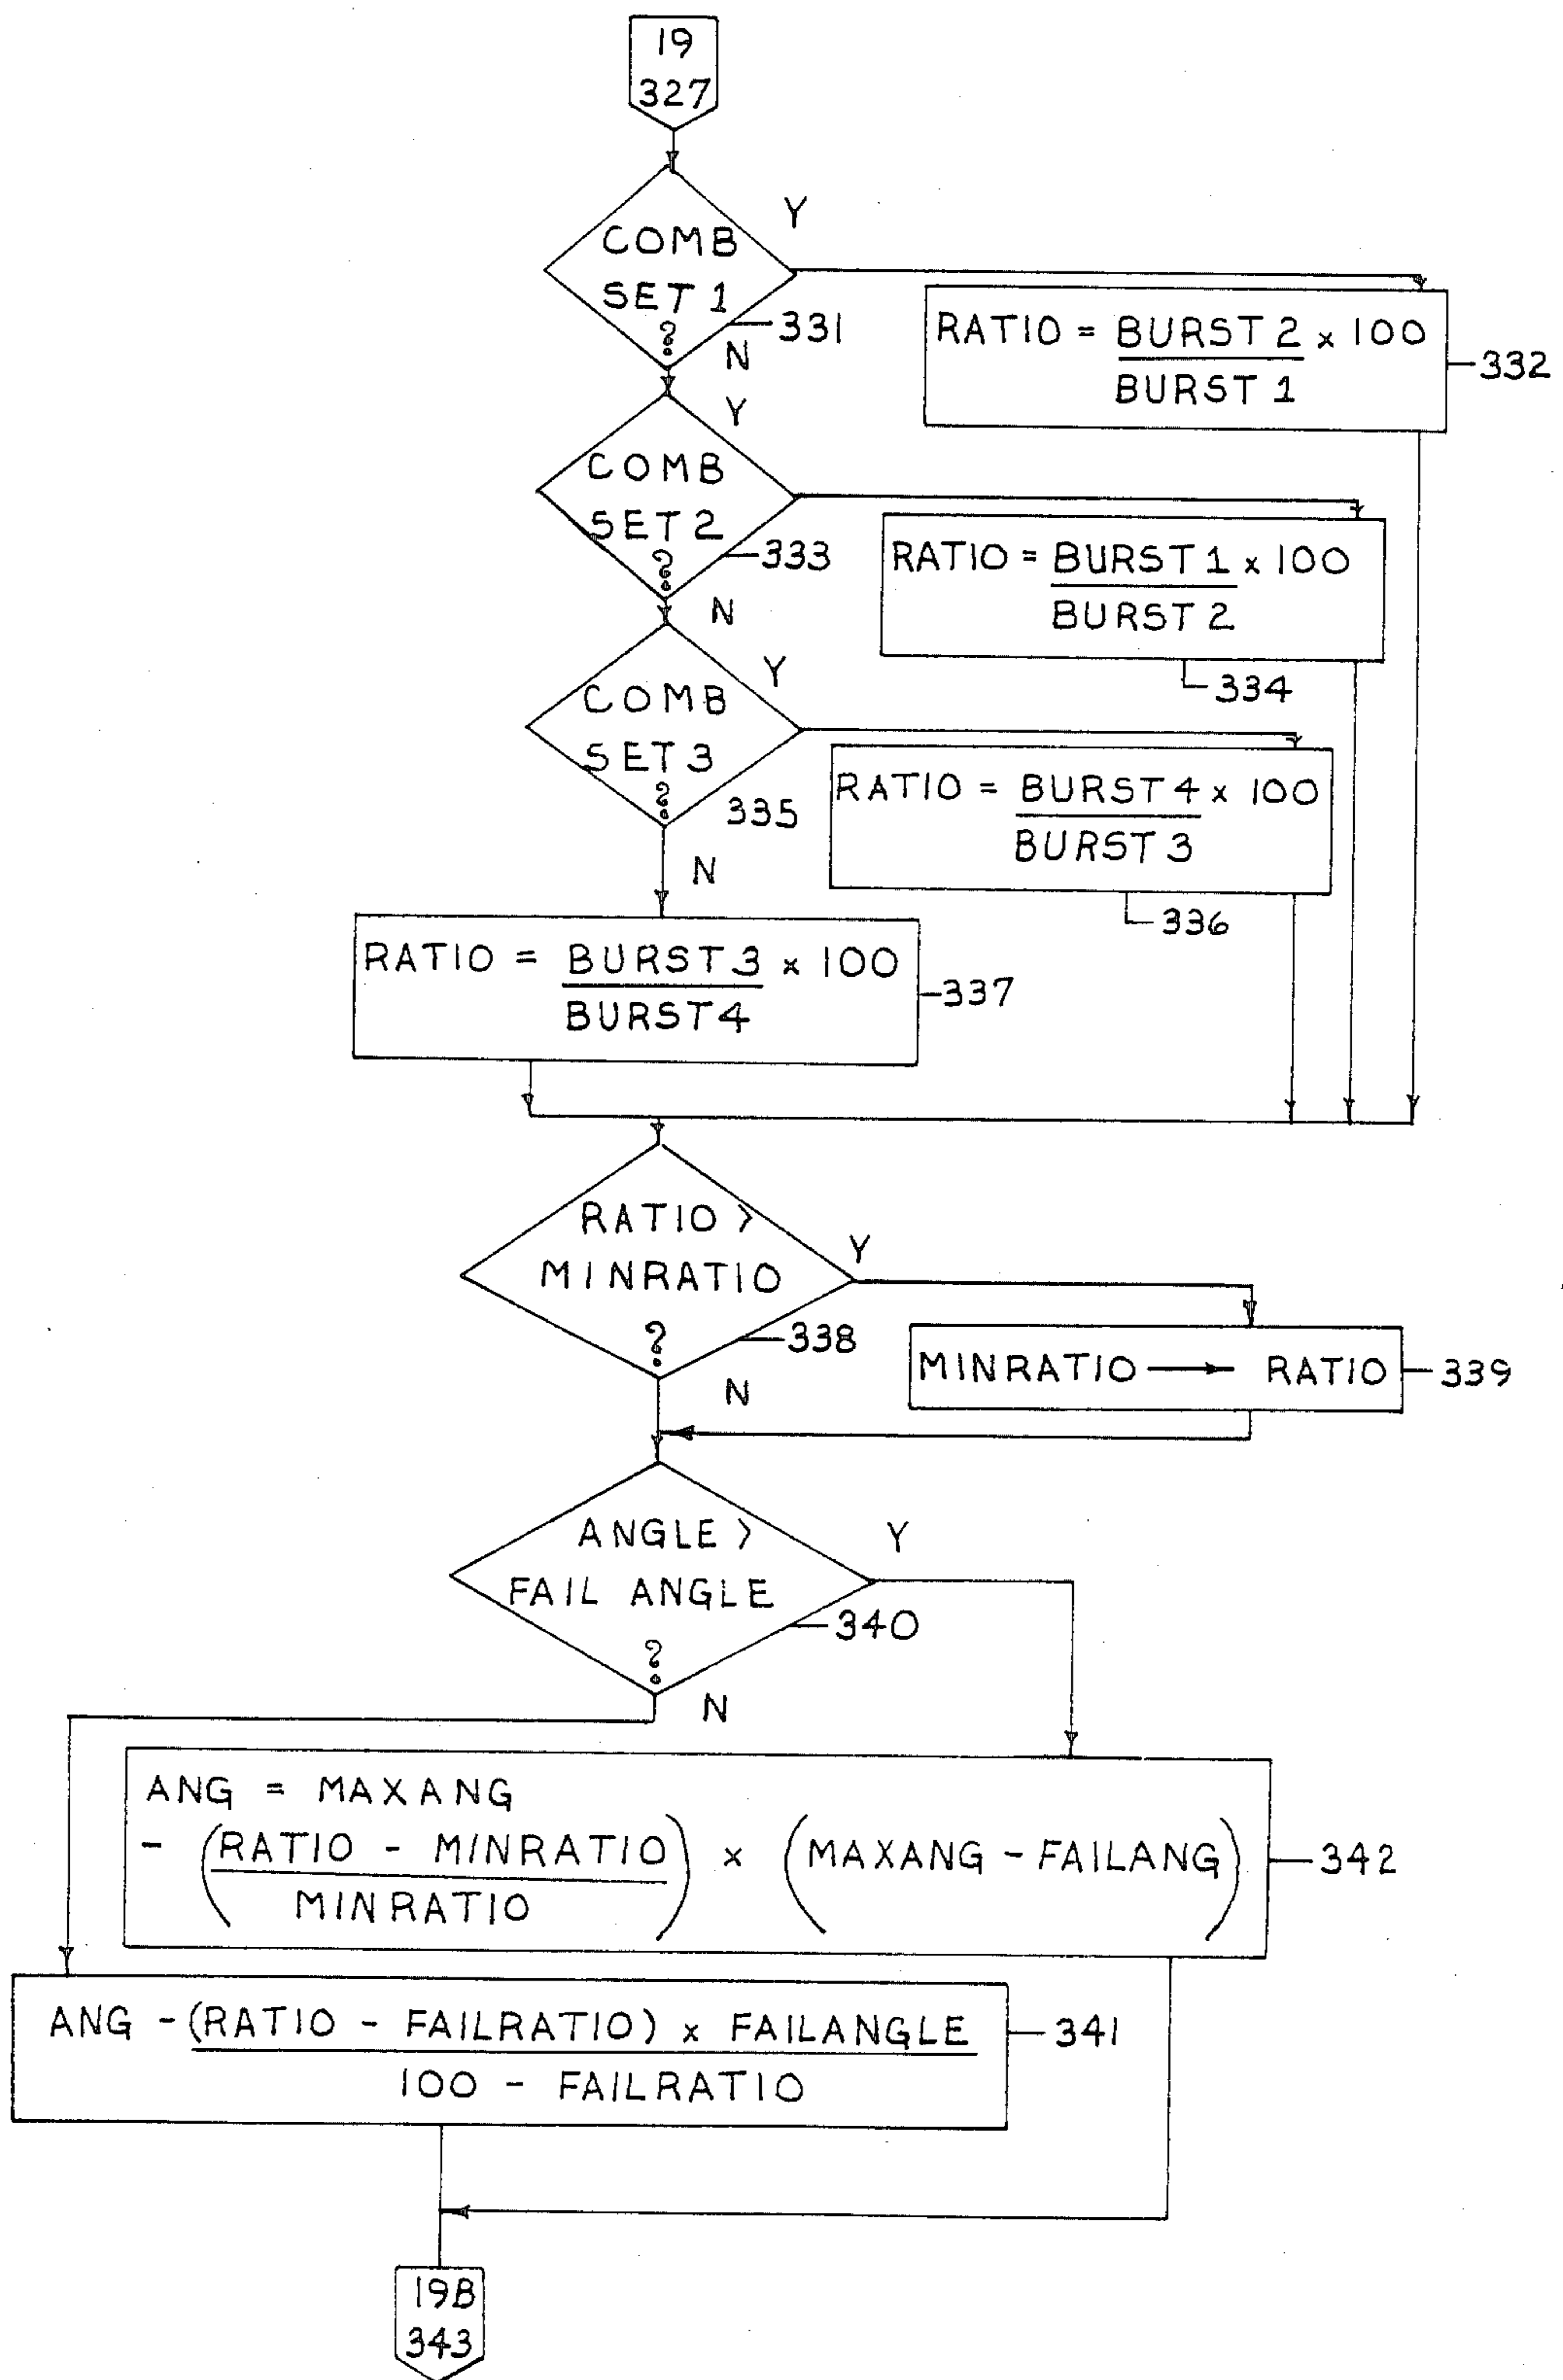 19
327
COMB
SET 1
?
331
Y
N
RATIO = BURST 2 x 100
BURST 1
332
Y
COMB
SET 2
?
333
N
RATIO = BURST 1 x 100
BURST 2
334
Y
COMB
SET 3
?
335
N
RATIO = BURST 4 x 100
BURST 3
336
RATIO = BURST 3 x 100
BURST 4
337
RATIO >
MINRATIO
?
338
Y
N
MINRATIO → RATIO
339
ANGLE >
FAIL ANGLE
?
340
Y
N
ANG = MAXANG
- (RATIO - MINRATIO) x (MAXANG - FAILANG)
MINRATIO
342
ANG - (RATIO - FAILRATIO) x FAILANGLE
100 - FAILRATIO
341
19B
343